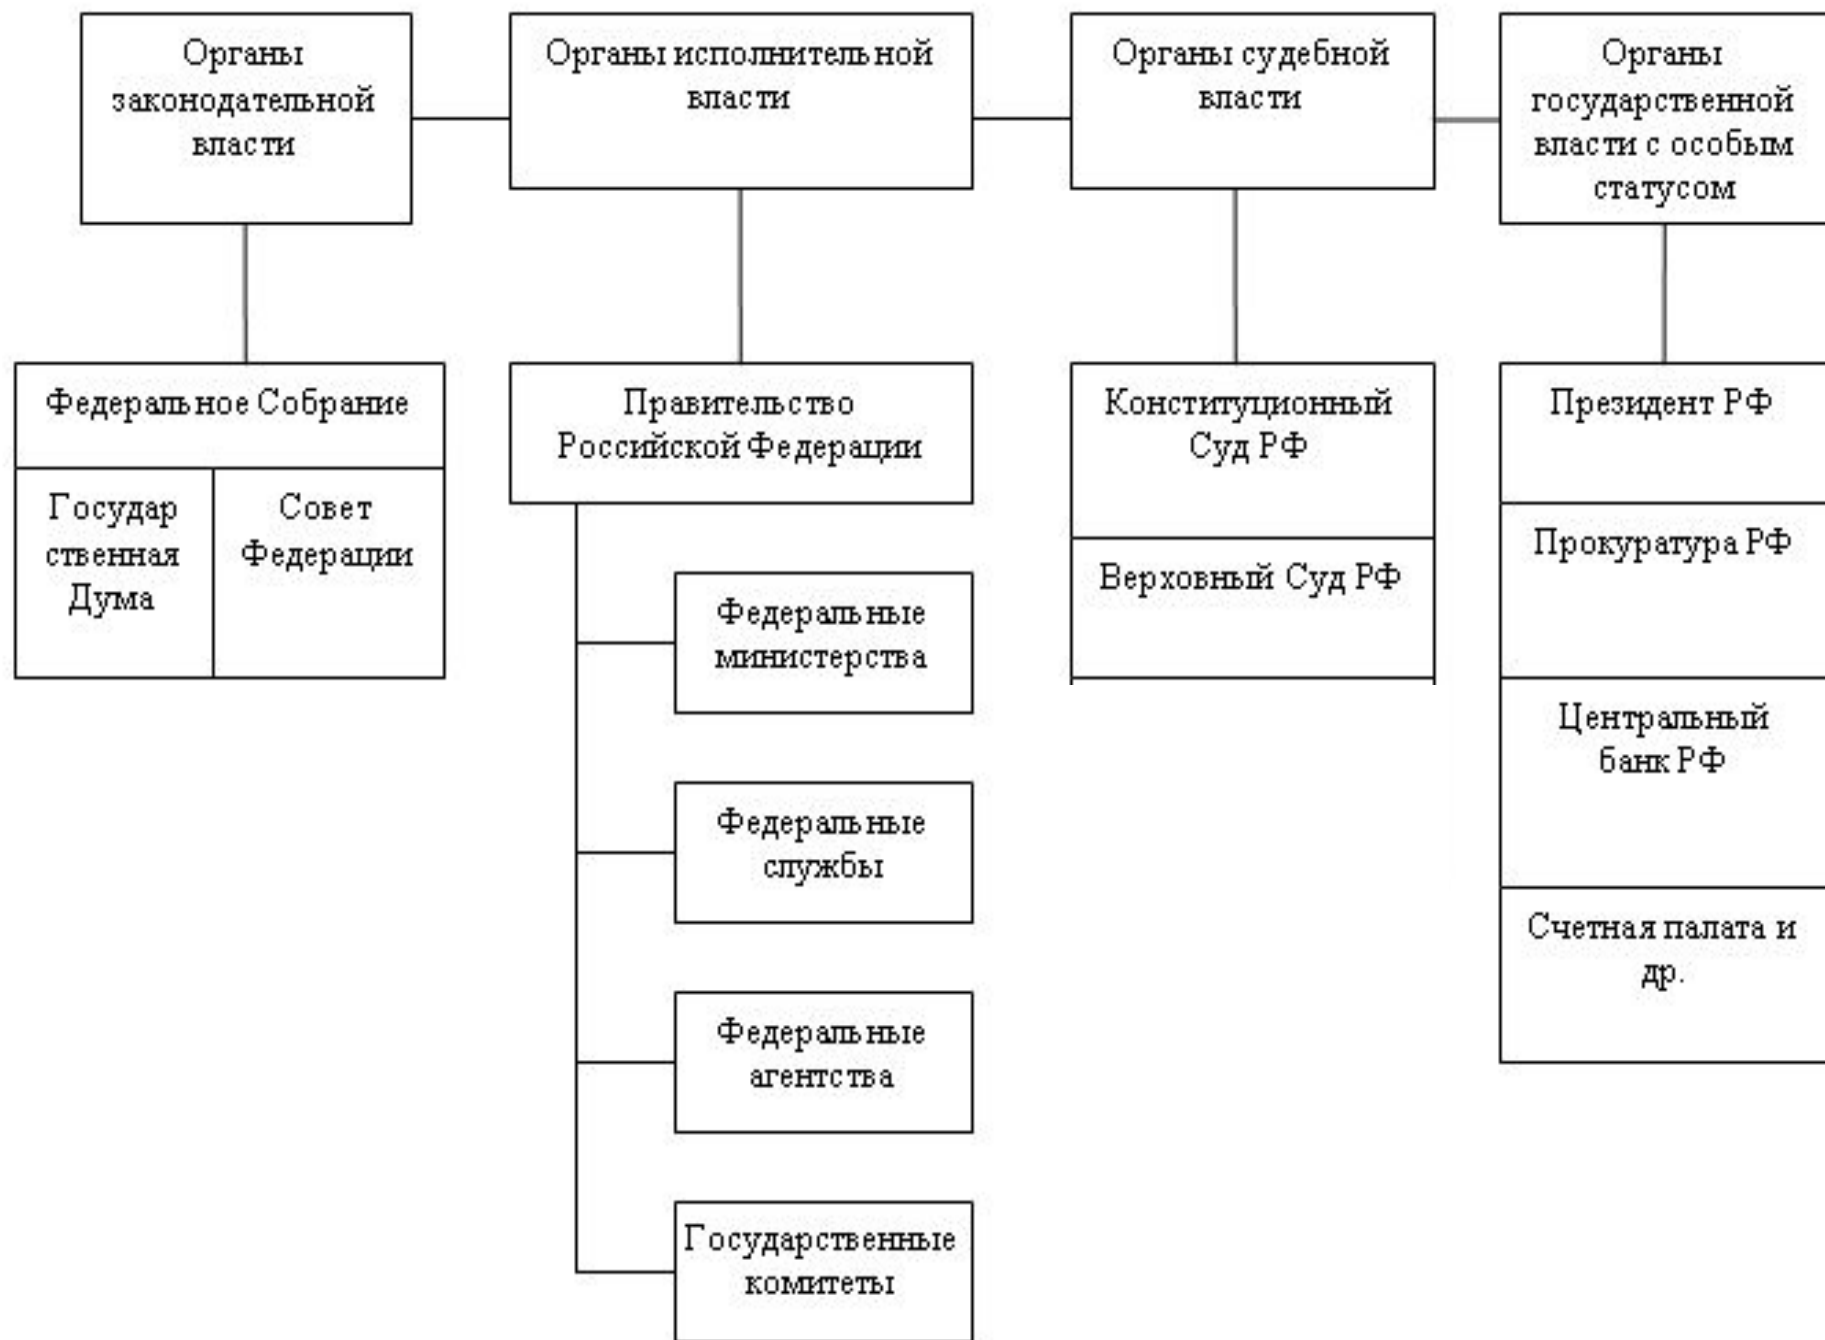 Органы
законодательной
власти
Органы исполнительной
власти
Органы судебной
власти
Органы
государственной
власти с особым
статусом
Федеральное Собрание
Государ
ственная
Дума
Совет
Федерации
Правительство
Российской Федерации
Федеральные
министерства
Федеральные
службы
Федеральные
агентства
Государственные
комитеты
Конституционный
Суд РФ
Верховный Суд РФ
Президент РФ
Прокуратура РФ
Центральный
банк РФ
Счетная палата и
др.